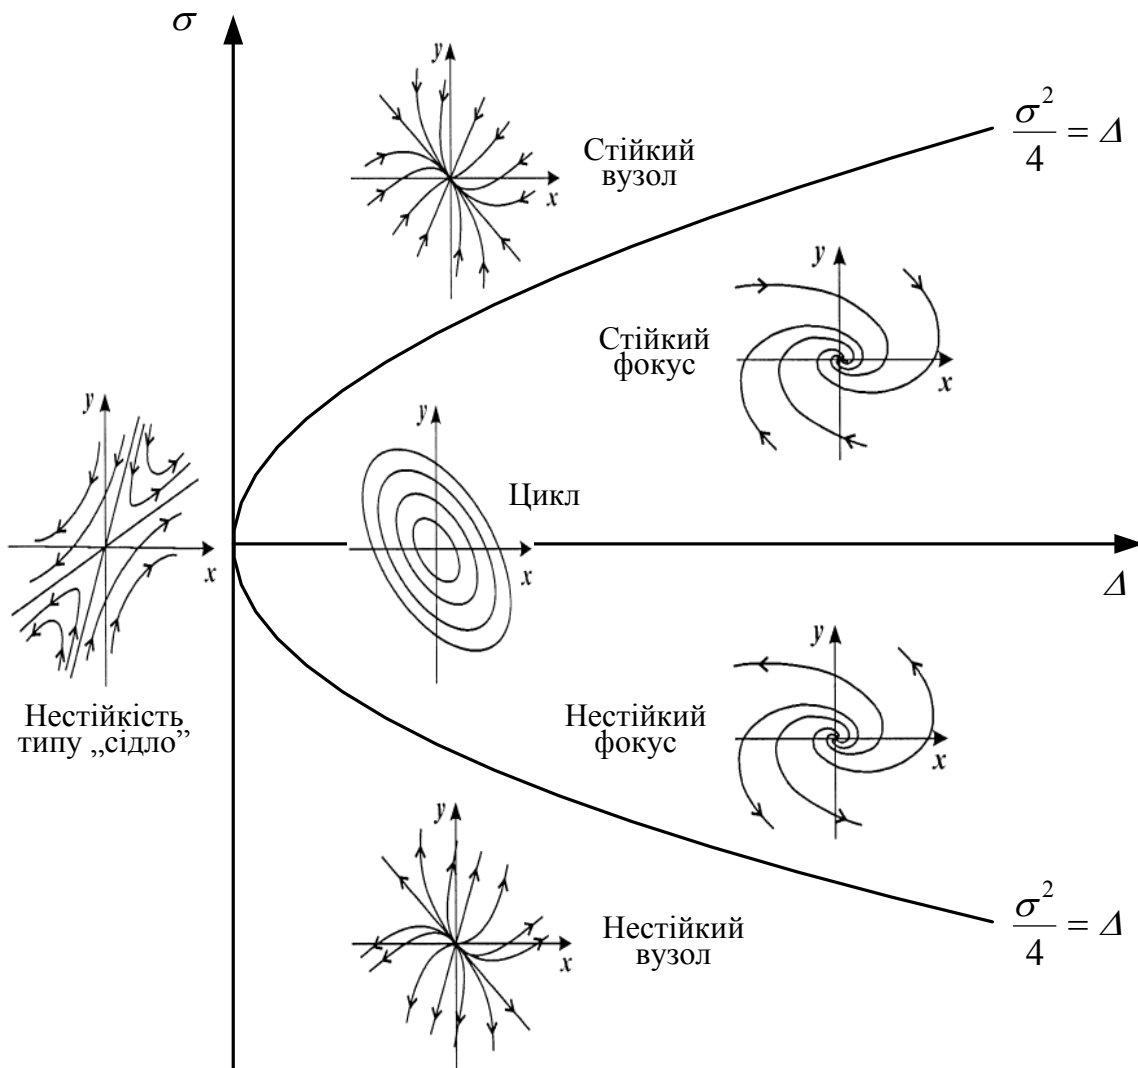 σ
y
x
Стійкий
вузол
σ²/4 = Δ
y
x
Стійкий
фокус
y
x
y
x
Цикл
Δ
Нестійкість
типу „сідло”
y
x
Нестійкий
фокус
y
x
Нестійкий
вузол
σ²/4 = Δ